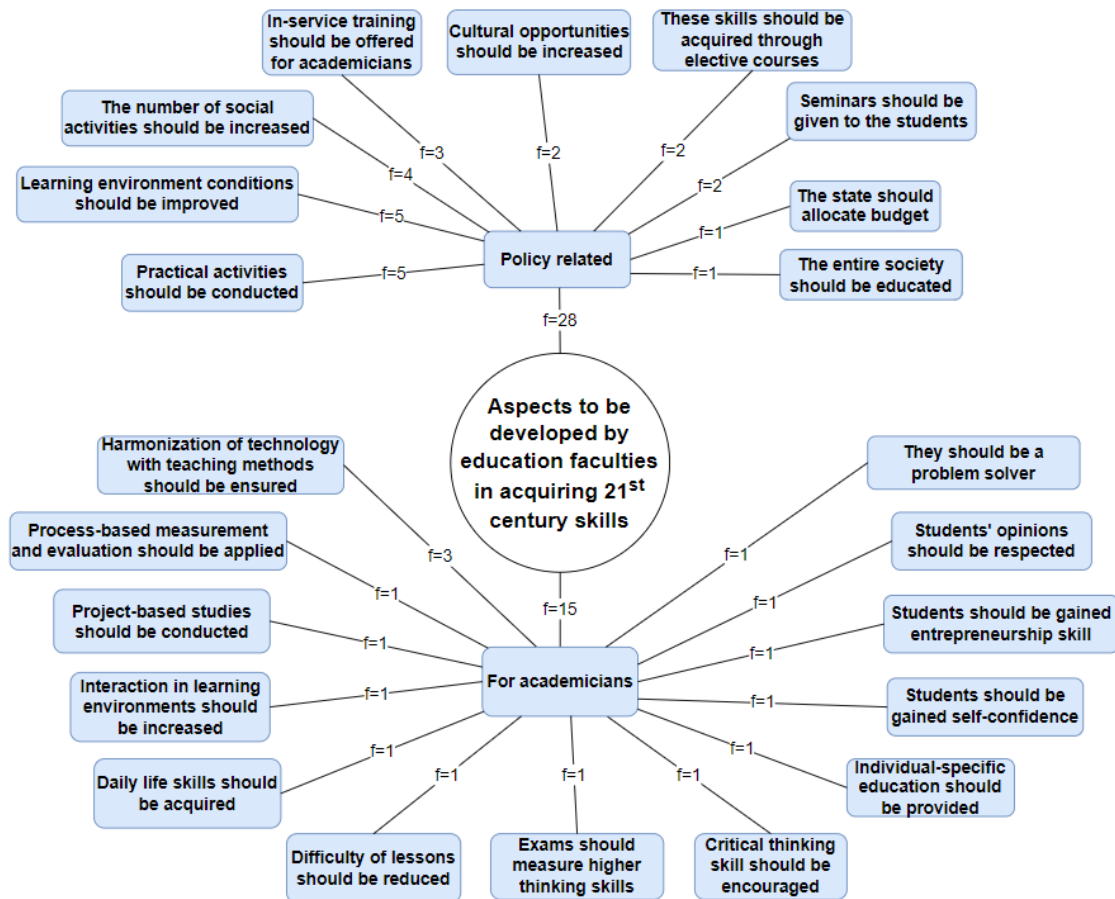 In-service training
should be offered
for academicians
Cultural opportunities
should be increased
These skills should be
acquired through
elective courses
The number of social
activities should be increased
Seminars should be
given to the students
Learning environment conditions
should be improved
The state should
allocate budget
Practical activities
should be conducted
The entire society
should be educated
f=3
f=2
f=2
f=4
f=2
f=5
f=1
f=5
f=1
Policy related
f=28
Aspects to be
developed by
education faculties
in acquiring 21st
century skills
f=15
For academicians
Harmonization of technology
with teaching methods
should be ensured
f=3
They should be a
problem solver
f=1
Process-based measurement
and evaluation should be applied
f=1
Students' opinions
should be respected
f=1
Project-based studies
should be conducted
f=1
Students should be gained
entrepreneurship skill
f=1
Interaction in learning
environments should
be increased
f=1
Students should be
gained self-confidence
f=1
Daily life skills should
be acquired
f=1
Individual-specific
education should
be provided
f=1
Difficulty of lessons
should be reduced
f=1
Exams should
measure higher
thinking skills
f=1
Critical thinking
skill should be
encouraged
f=1